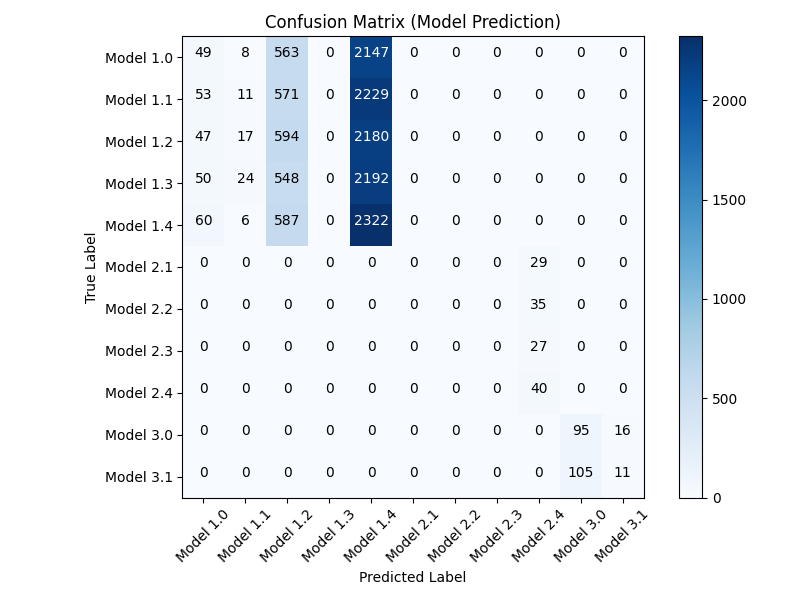 Confusion Matrix (Model Prediction)
Model 1.0 49 8 563 0 2147 0 0 0 0 0 0
Model 1.1 53 11 571 0 2229 0 0 0 0 0 0
Model 1.2 47 17 594 0 2180 0 0 0 0 0 0
Model 1.3 50 24 548 0 2192 0 0 0 0 0 0
Model 1.4 60 6 587 0 2322 0 0 0 0 0 0
Model 2.1 0 0 0 0 0 0 0 0 29 0 0
Model 2.2 0 0 0 0 0 0 0 0 35 0 0
Model 2.3 0 0 0 0 0 0 0 0 27 0 0
Model 2.4 0 0 0 0 0 0 0 0 40 0 0
Model 3.0 0 0 0 0 0 0 0 0 0 95 16
Model 3.1 0 0 0 0 0 0 0 0 0 105 11
Model 1.0 Model 1.1 Model 1.2 Model 1.3 Model 1.4 Model 2.1 Model 2.2 Model 2.3 Model 2.4 Model 3.0 Model 3.1
Predicted Label
True Label
2000
1500
1000
500
0